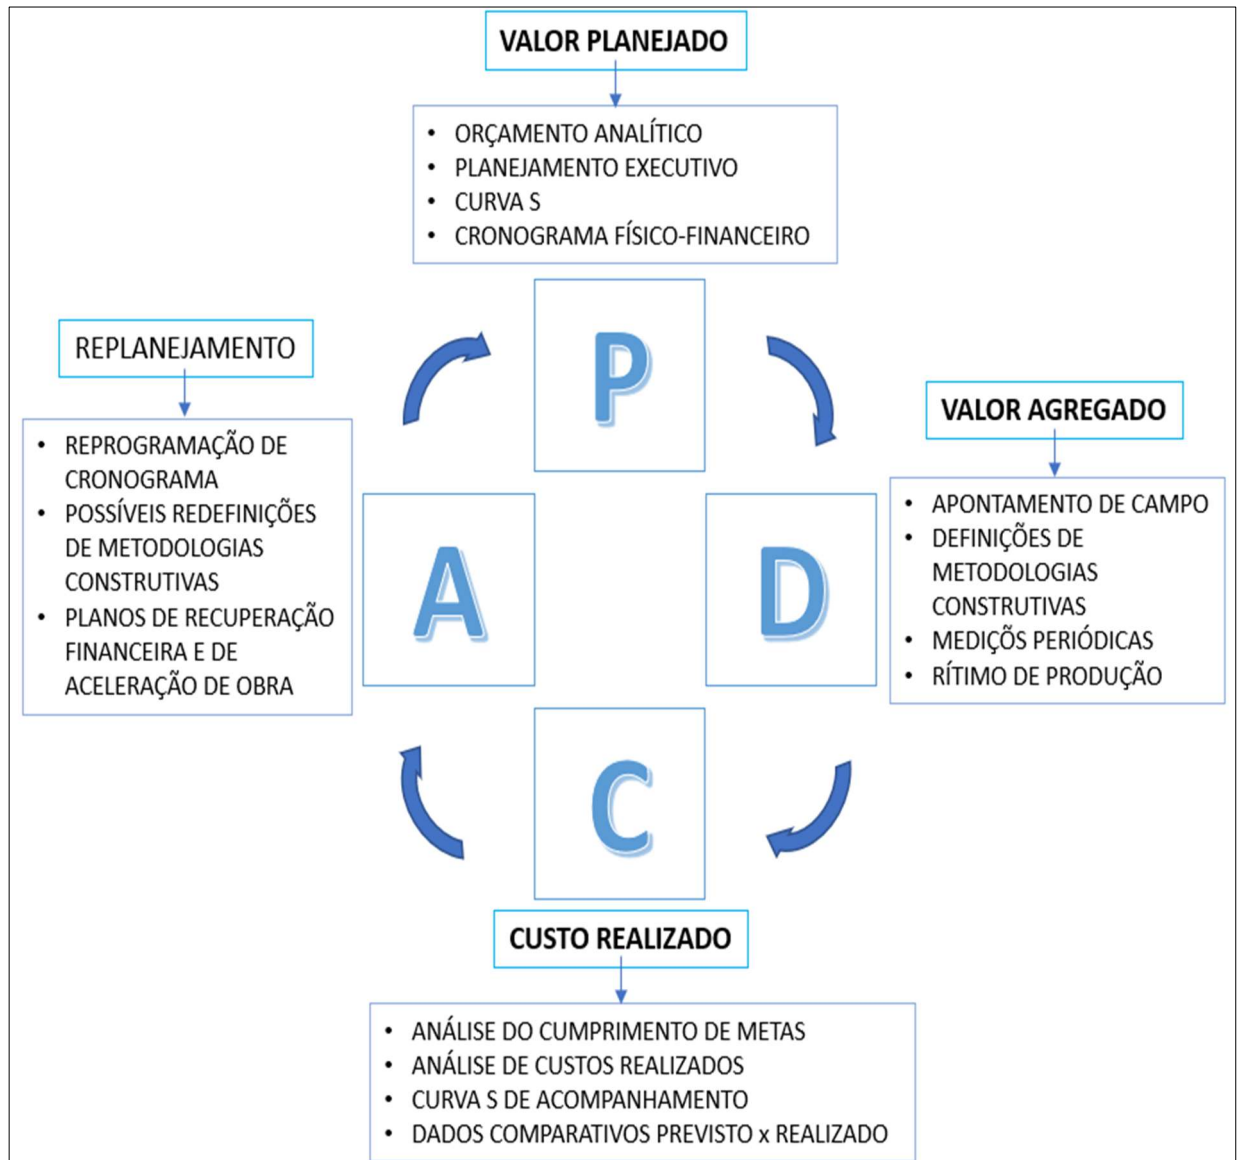 VALOR PLANEJADO
• ORÇAMENTO ANALÍTICO
• PLANEJAMENTO EXECUTIVO
• CURVA S
• CRONOGRAMA FÍSICO-FINANCEIRO
P
REPLANEJAMENTO
• REPROGRAMAÇÃO DE
CRONOGRAMA
• POSSÍVEIS REDEFINIÇÕES
DE METODOLOGIAS
CONSTRUTIVAS
• PLANOS DE RECUPERAÇÃO
FINANCEIRA E DE
ACELERAÇÃO DE OBRA
A
D
VALOR AGREGADO
• APONTAMENTO DE CAMPO
• DEFINIÇÕES DE
METODOLOGIAS
CONSTRUTIVAS
• MEDIÇÕS PERIÓDICAS
• RÍTIMO DE PRODUÇÃO
C
CUSTO REALIZADO
• ANÁLISE DO CUMPRIMENTO DE METAS
• ANÁLISE DE CUSTOS REALIZADOS
• CURVA S DE ACOMPANHAMENTO
• DADOS COMPARATIVOS PREVISTO x REALIZADO